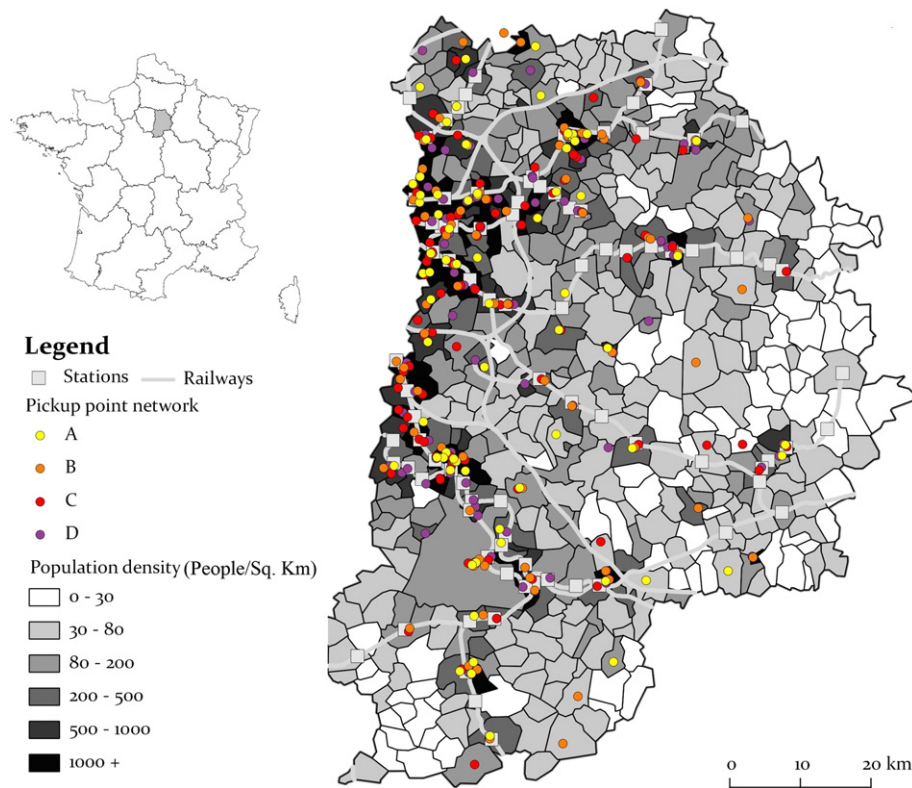 Legend
Stations Railways
Pickup point network
A
B
C
D
Population density (People/Sq. Km)
0 - 30
30 - 80
80 - 200
200 - 500
500 - 1000
1000 +
0 10 20 km